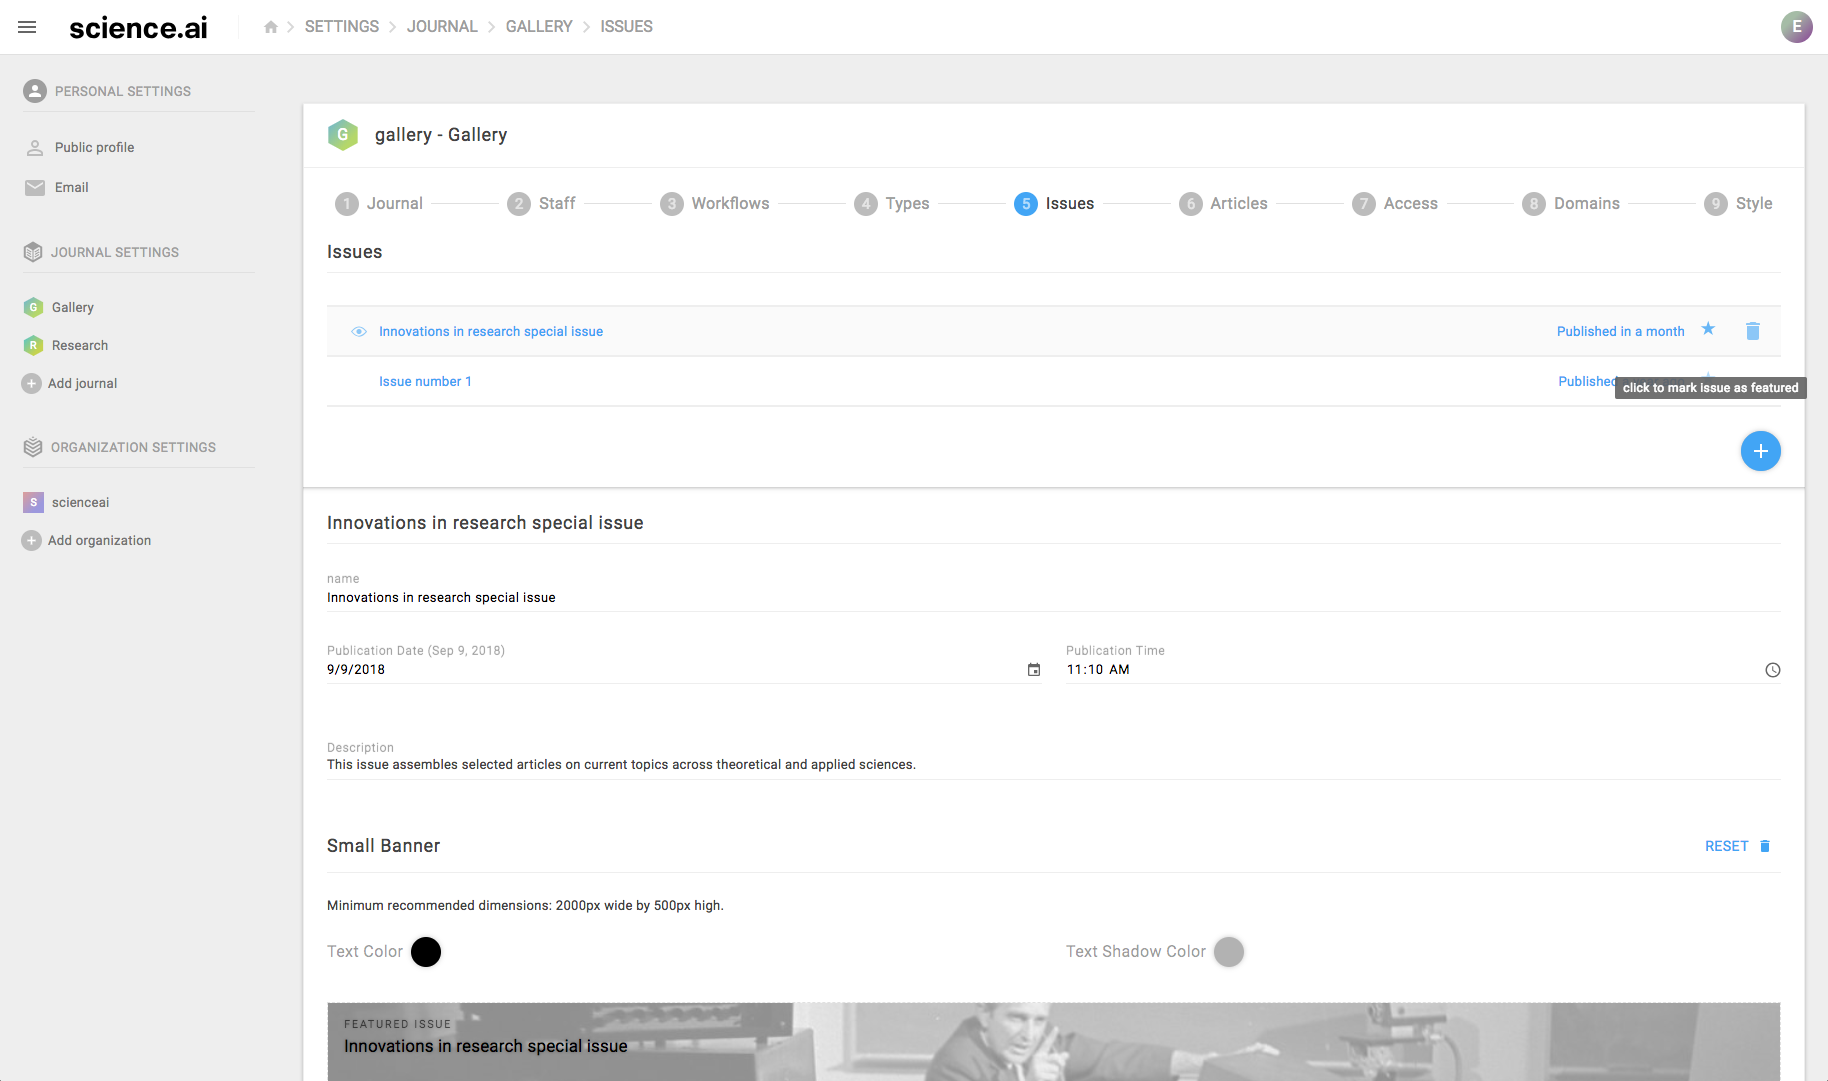 science.ai
SETTINGS JOURNAL GALLERY ISSUES
E
PERSONAL SETTINGS
Public profile
Email
JOURNAL SETTINGS
G Gallery
R Research
Add journal
ORGANIZATION SETTINGS
S scienceai
Add organization
G gallery - Gallery
1 Journal 2 Staff 3 Workflows 4 Types 5 Issues 6 Articles 7 Access 8 Domains 9 Style
Issues
Innovations in research special issue Published in a month
Issue number 1 Published
click to mark issue as featured
Innovations in research special issue
name
Innovations in research special issue
Publication Date (Sep 9, 2018) Publication Time
9/9/2018 11:10 AM
Description
This issue assembles selected articles on current topics across theoretical and applied sciences.
Small Banner RESET
Minimum recommended dimensions: 2000px wide by 500px high.
Text Color Text Shadow Color
FEATURED ISSUE
Innovations in research special issue